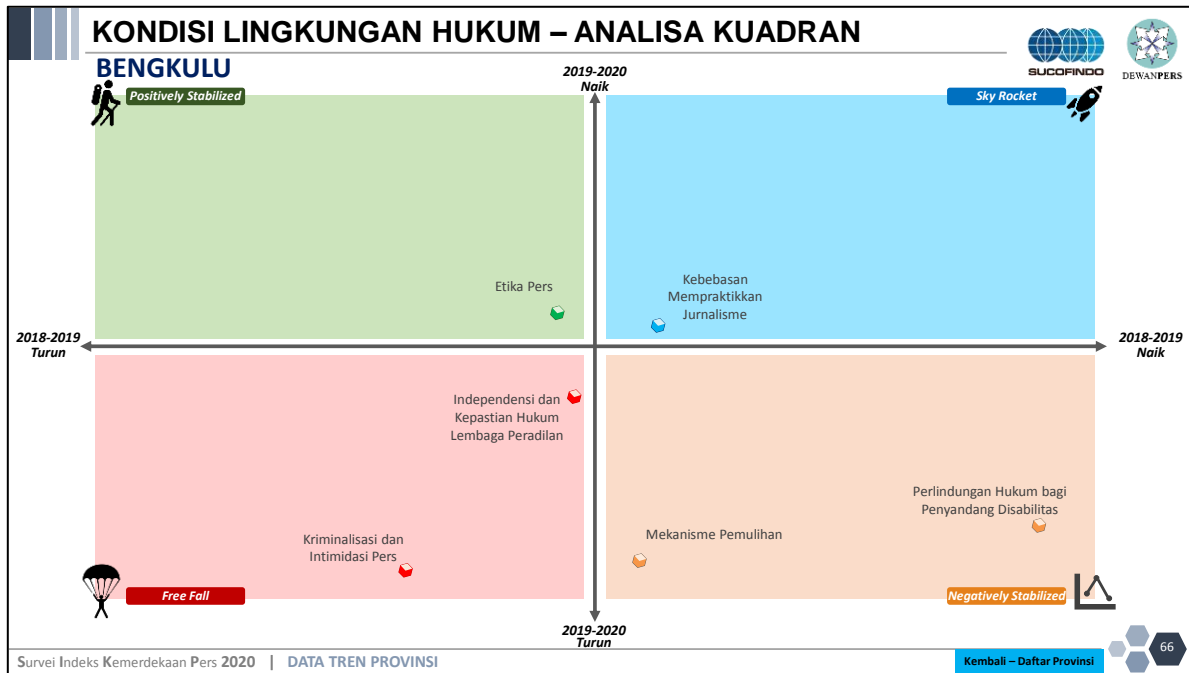 KONDISI LINGKUNGAN HUKUM – ANALISA KUADRAN
BENGKULU
SUCOFINDO
DEWANPERS
2019-2020
Naik
Positively Stabilized
Sky Rocket
Etika Pers
Kebebasan
Mempraktikkan
Jurnalisme
2018-2019
Turun
2018-2019
Naik
Independensi dan
Kepastian Hukum
Lembaga Peradilan
Perlindungan Hukum bagi
Penyandang Disabilitas
Kriminalisasi dan
Intimidasi Pers
Mekanisme Pemulihan
Free Fall
Negatively Stabilized
2019-2020
Turun
Survei Indeks Kemerdekaan Pers 2020 | DATA TREN PROVINSI
Kembali – Daftar Provinsi
66